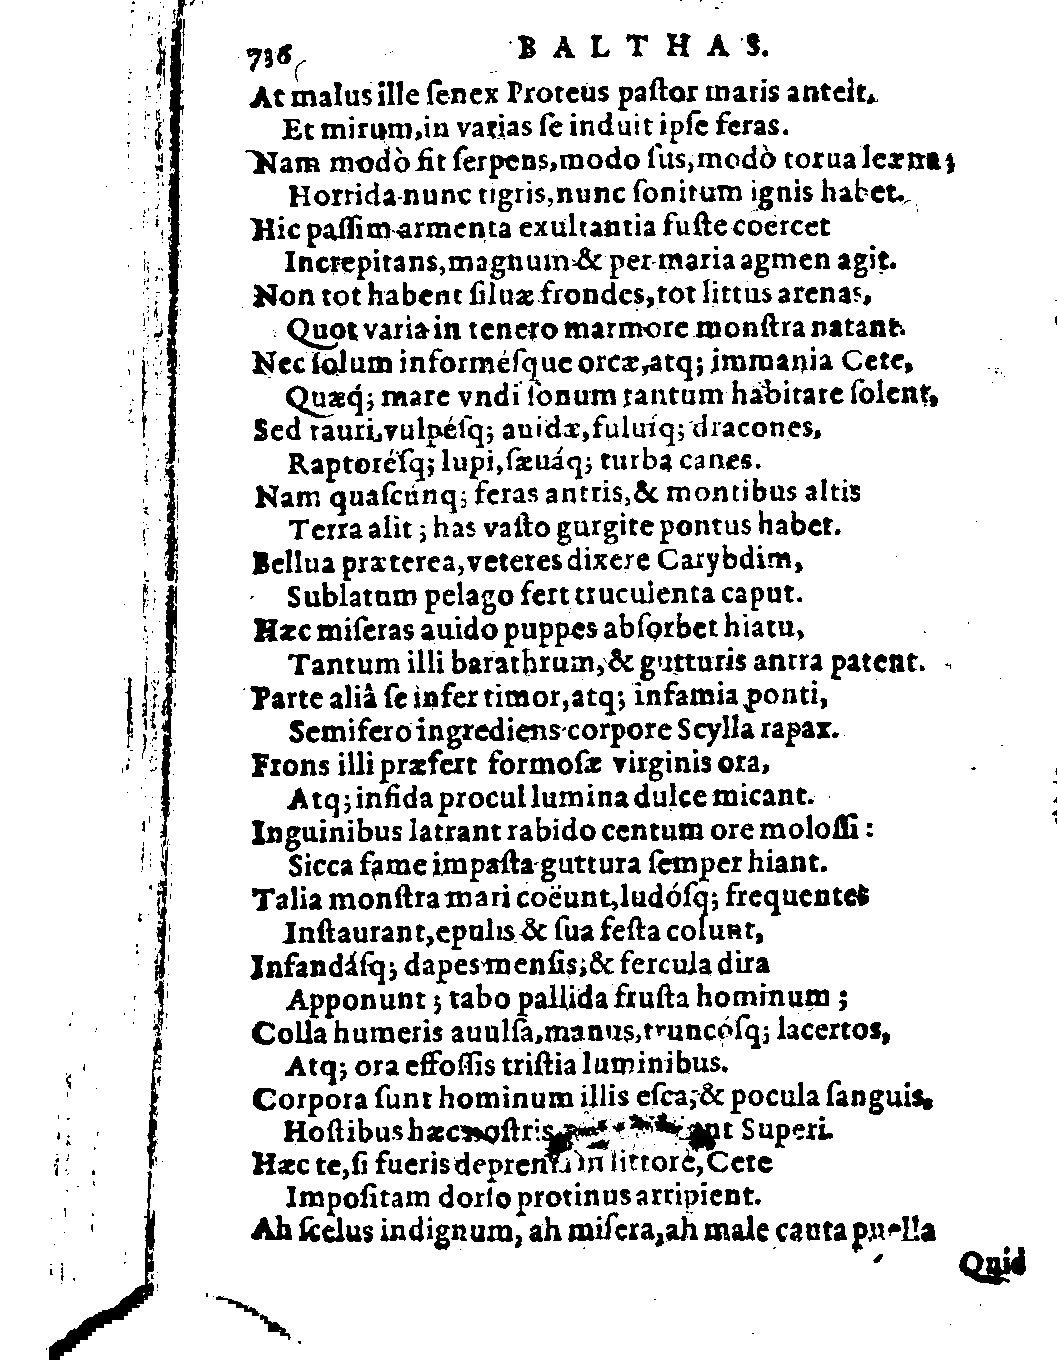 736 BALTHAS.
At malus ille ſenex Proteus paſtor maris anteit,
Et mirum, in varias ſe induit ipſe feras.
Nam modò fit ſerpens, modo ſus, modò torua leæna;
Horrida nunc tigris, nunc ſonitum ignis habet.
Hic paſſim armenta exultantia fuſte coercet
Increpitans, magnum & per maria agmen agit.
Non tot habent ſiluæ frondes, tot littus arenas,
Quot varia in tenero marmore monſtra natant.
Nec ſolum informéſque orcæ, atq; immania Cete,
Quæq́; mare vndiſonum tantum habitare ſolent,
Sed tauri, vulpéſq; auidæ, fuluíq; dracones,
Raptoréſq; lupi, ſæuáq; turba canes.
Nam quaſcúnq; feras antris, & montibus altis
Terra alit; has vaſto gurgite pontus habet.
Bellua præterea, veteres dixere Carybdim,
Sublatum pelago fert truculenta caput.
Hæc miſeras auido puppes abſorbet hiatu,
Tantum illi barathrum, & gutturis antra patent.
Parte aliâ ſe infer timor, atq; infamia ponti,
Semifero ingrediens corpore Scylla rapax.
Frons illi præfert formoſæ virginis ora,
Atq; infida procul lumina dulce micant.
Inguinibus latrant rabido centum ore moloſſi:
Sicca fame impaſta guttura ſemper hiant.
Talia monſtra mari coëunt, ludóſq; frequentes
Inſtaurant, epulis & ſua feſta colunt,
Infandáſq; dapes menſis; & fercula dira
Apponunt; tabo pallida fruſta hominum;
Colla humeris auulſa, manus, truncóſq; lacertos,
Atq; ora effoſſis triſtia luminibus.
Corpora ſunt hominum illis eſca; & pocula ſanguis.
Hoſtibus hæc noſtris Superi.
Hæc te, ſi fueris deprenſa in littore, Cete
Impoſitam dorſo protinus arripient.
Ah ſcelus indignum, ah miſera, ah male cauta puella
Quid